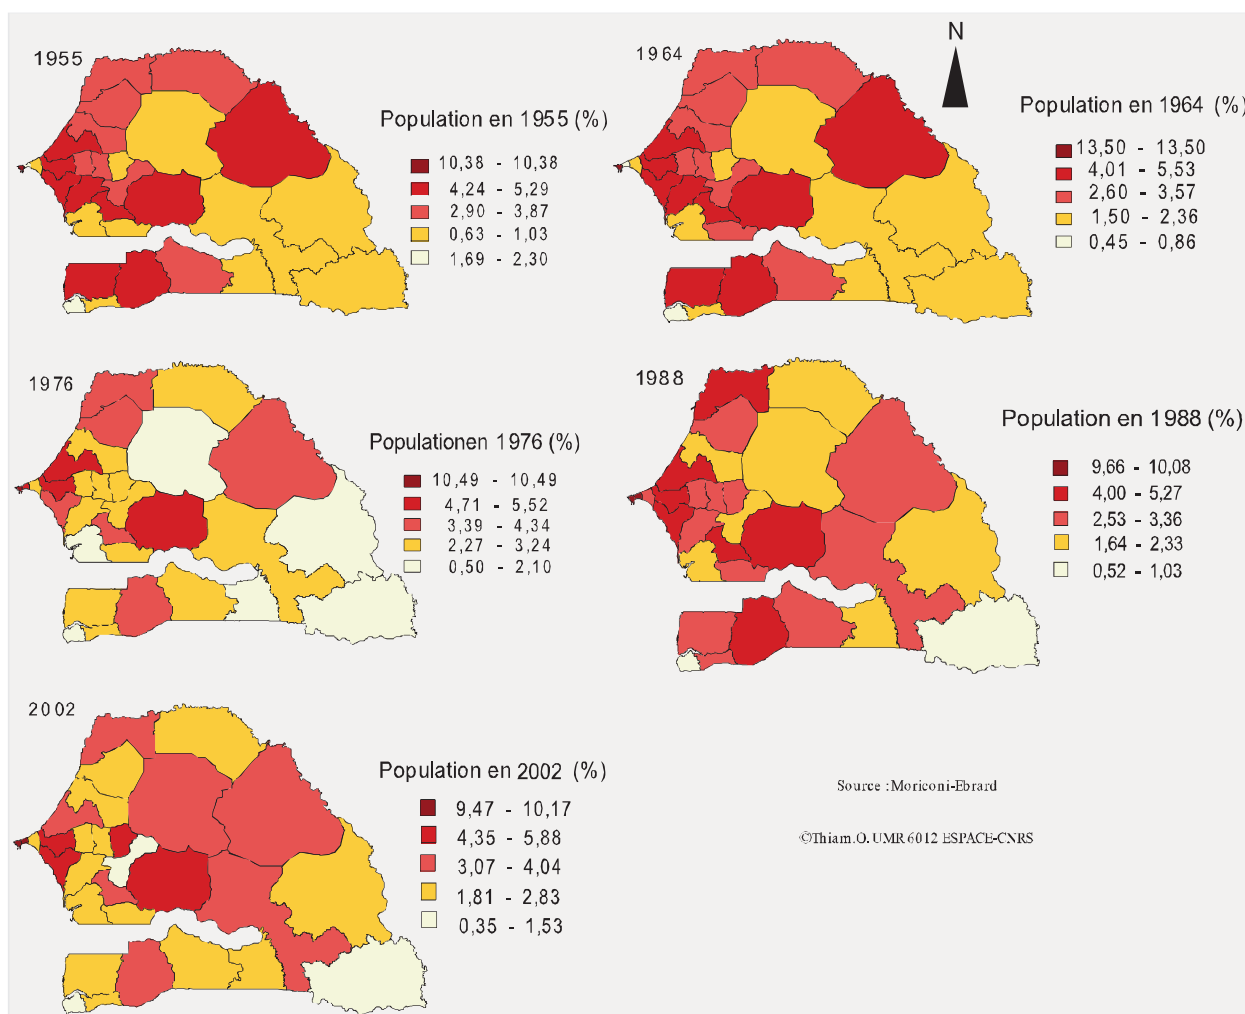 1955
Population en 1955 (%)
10,38 - 10,38
4,24 - 5,29
2,90 - 3,87
0,63 - 1,03
1,69 - 2,30
1964
N
Population en 1964 (%)
13,50 - 13,50
4,01 - 5,53
2,60 - 3,57
1,50 - 2,36
0,45 - 0,86
1976
Populationen 1976 (%)
10,49 - 10,49
4,71 - 5,52
3,39 - 4,34
2,27 - 3,24
0,50 - 2,10
1988
Population en 1988 (%)
9,66 - 10,08
4,00 - 5,27
2,53 - 3,36
1,64 - 2,33
0,52 - 1,03
2002
Population en 2002 (%)
9,47 - 10,17
4,35 - 5,88
3,07 - 4,04
1,81 - 2,83
0,35 - 1,53
Source :Moriconi-Ebrard
©Thiam.O. UMR 6012 ESPACE-CNRS